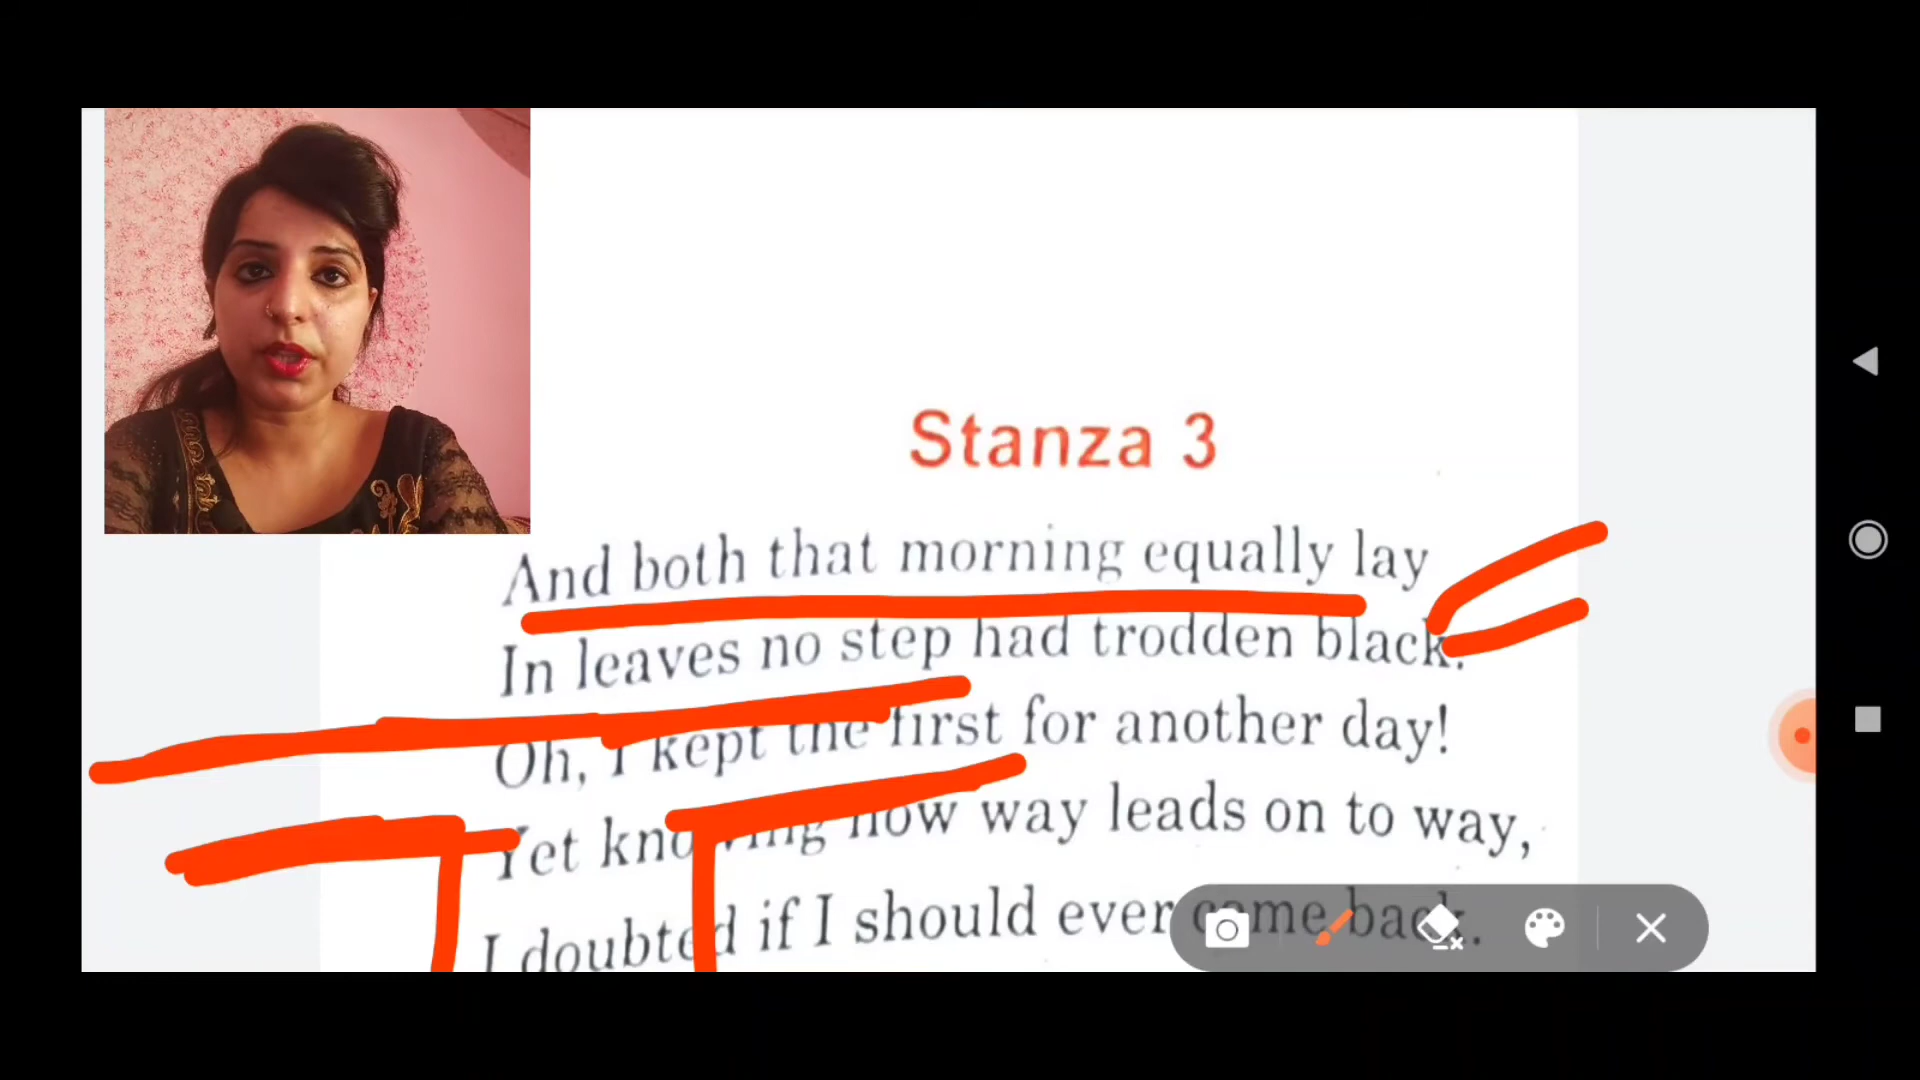 Stanza 3
And both that morning equally lay
In leaves no step had trodden black.
Oh, I kept the first for another day!
Yet knowing how way leads on to way,
I doubted if I should ever come back.